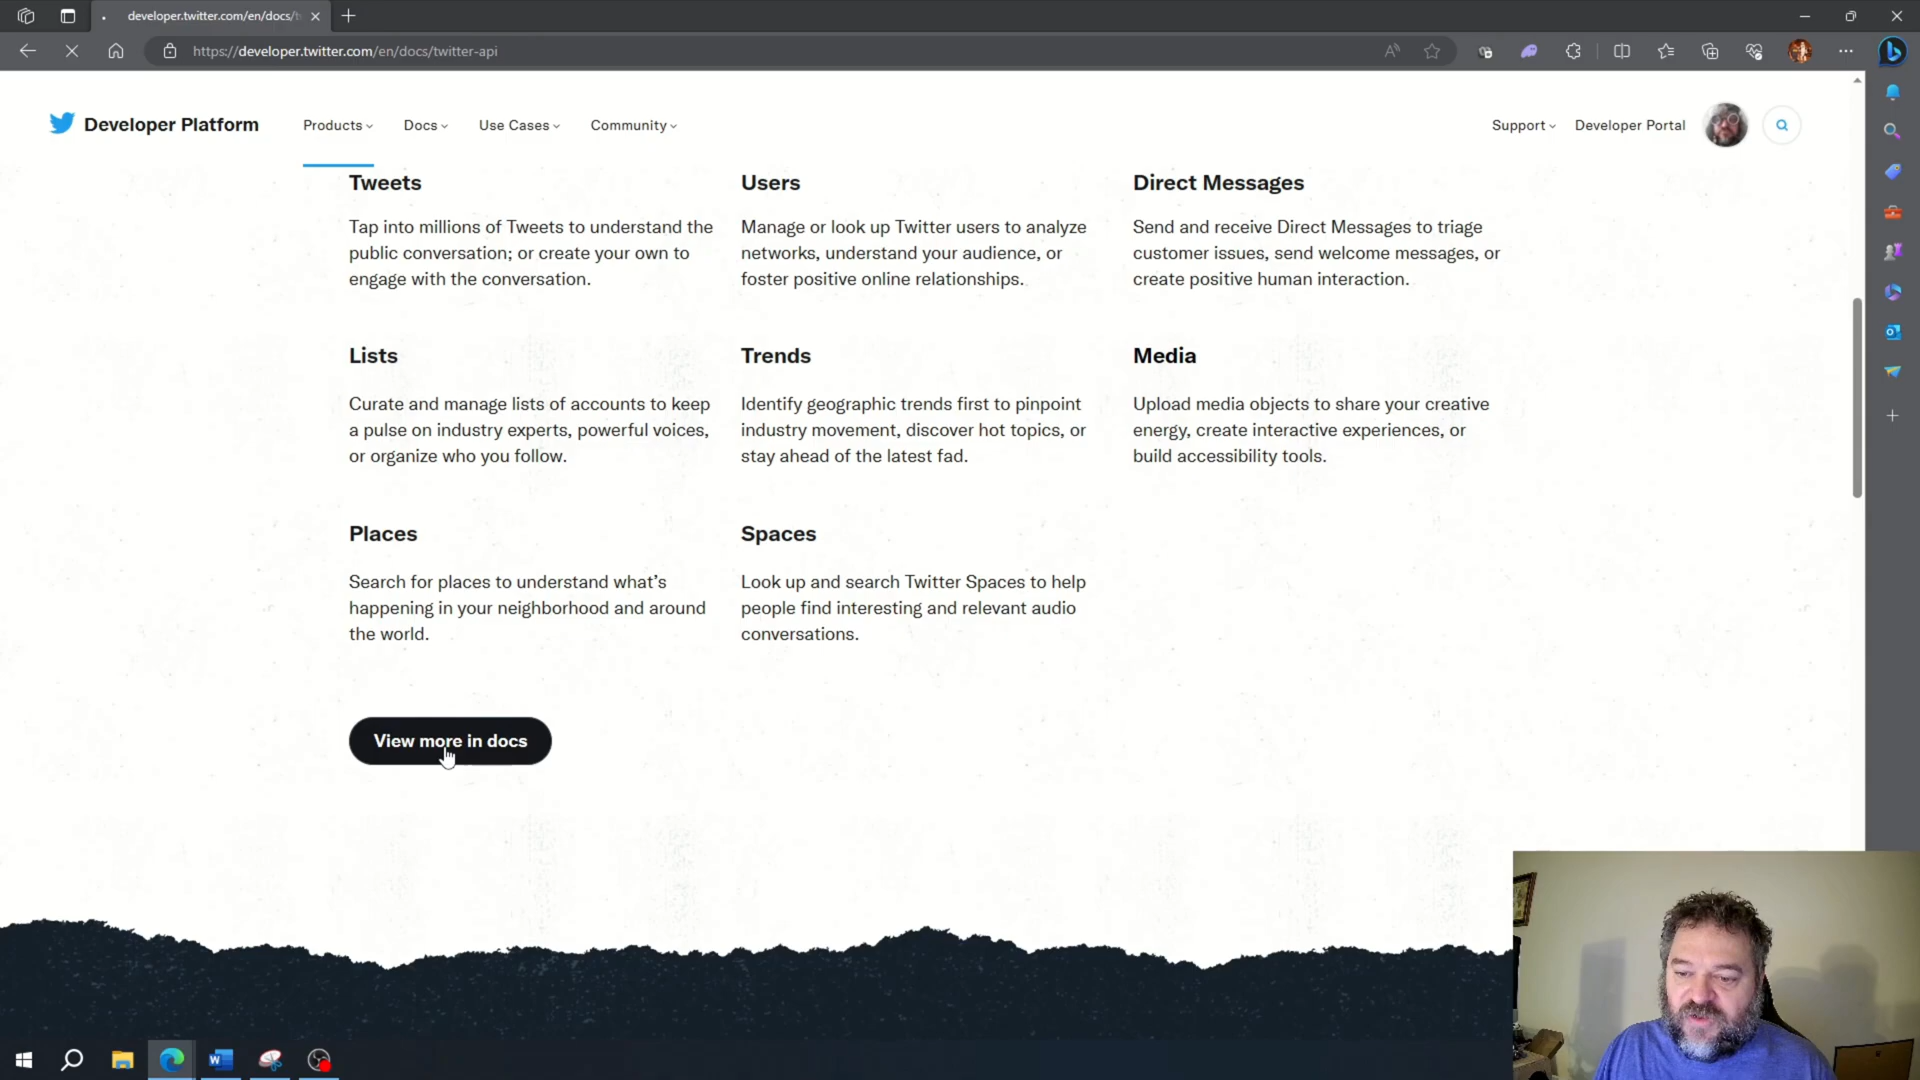 developer.twitter.com/en/docs/t
https://developer.twitter.com/en/docs/twitter-api
Developer Platform
Products
Docs
Use Cases
Community
Support
Developer Portal
Tweets
Tap into millions of Tweets to understand the
public conversation; or create your own to
engage with the conversation.
Users
Manage or look up Twitter users to analyze
networks, understand your audience, or
foster positive online relationships.
Direct Messages
Send and receive Direct Messages to triage
customer issues, send welcome messages, or
create positive human interaction.
Lists
Curate and manage lists of accounts to keep
a pulse on industry experts, powerful voices,
or organize who you follow.
Trends
Identify geographic trends first to pinpoint
industry movement, discover hot topics, or
stay ahead of the latest fad.
Media
Upload media objects to share your creative
energy, create interactive experiences, or
build accessibility tools.
Places
Search for places to understand what's
happening in your neighborhood and around
the world.
Spaces
Look up and search Twitter Spaces to help
people find interesting and relevant audio
conversations.
View more in docs